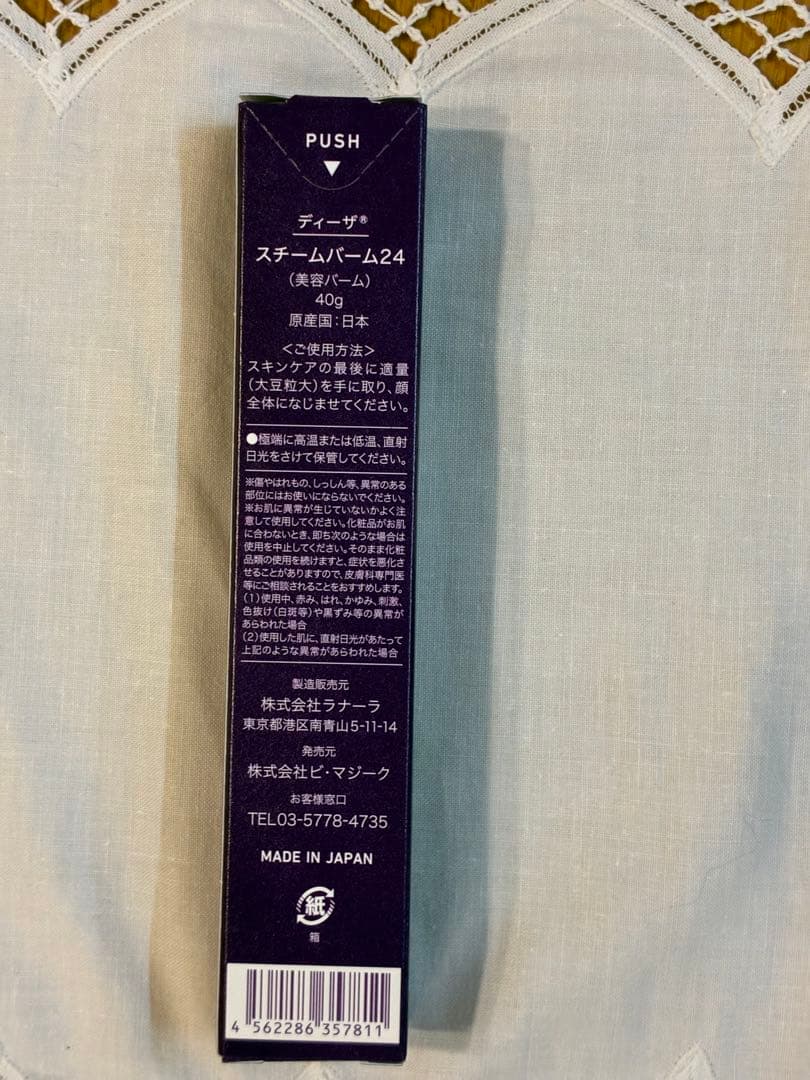 PUSH
ディーザ®
スチームバーム24
(美容バーム)
40g
原産国:日本
<ご使用方法>
スキンケアの最後に適量
(大豆粒大)を手に取り、顔
全体になじませてください。
●極端に高温または低温、直射
日光をさけて保管してください。
※傷やはれもの、しっしん等、異常のある
部位にはお使いにならないでください。
※お肌に異常が生じていないかよく注
意して使用してください。化粧品がお肌
に合わないとき、即ち次のような場合は
使用を中止してください。そのまま化粧
品類の使用を続けますと、症状を悪化さ
せることがありますので、皮膚科専門医
等にご相談されることをおすすめします。
(1)使用中、赤み、はれ、かゆみ、刺激、
色抜け(白斑等)や黒ずみ等の異常が
あらわれた場合
(2)使用した肌に、直射日光があたって
上記のような異常があらわれた場合
製造販売元
株式会社ラナーラ
東京都港区南青山5-11-14
発売元
株式会社ビ・マジーク
お客様窓口
TEL03-5778-4735
MADE IN JAPAN
紙
箱
4 562286 357811